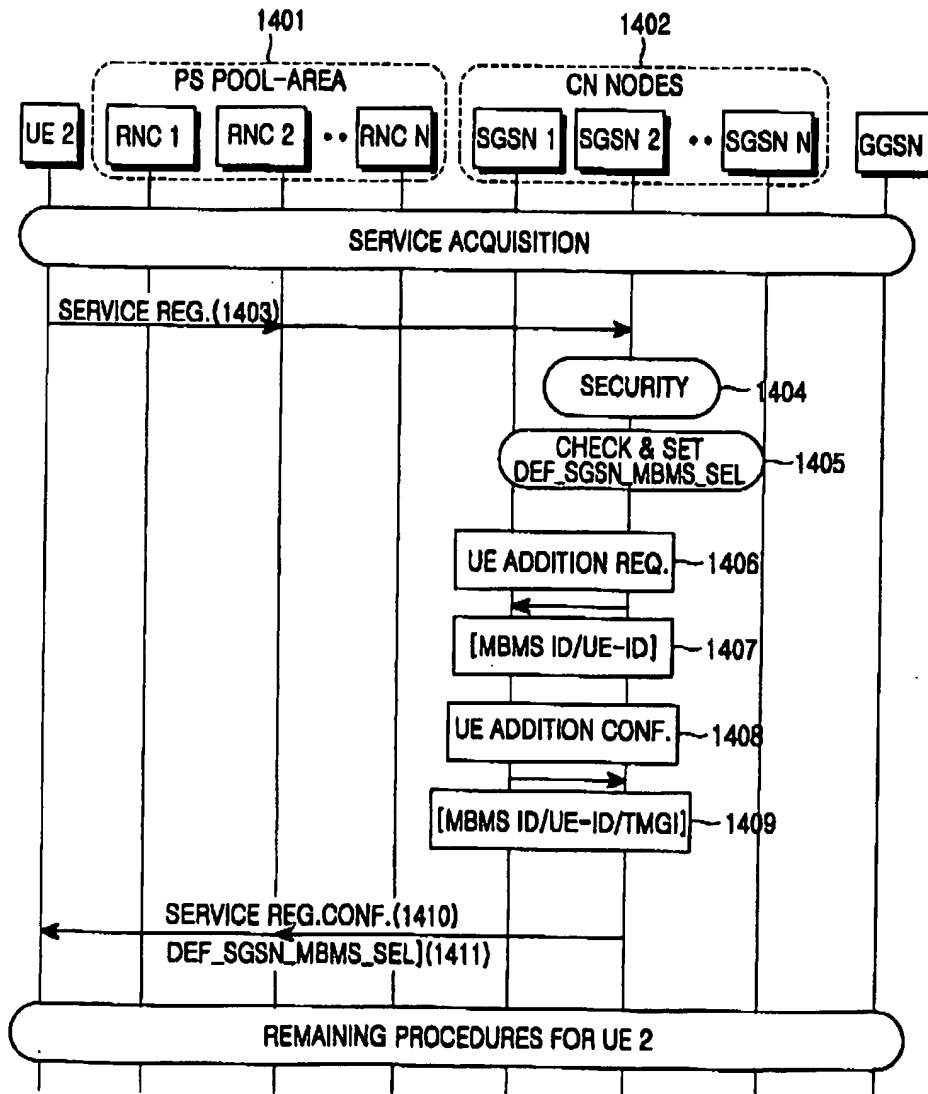 1401
1402
PS POOL-AREA
CN NODES
UE 2
RNC 1
RNC 2
••
RNC N
SGSN 1
SGSN 2
••
SGSN N
GGSN
SERVICE ACQUISITION
SERVICE REG.(1403)
SECURITY
1404
CHECK & SET
DEF_SGSN_MBMS_SEL
1405
UE ADDITION REQ.
1406
[MBMS ID/UE-ID]
1407
UE ADDITION CONF.
1408
[MBMS ID/UE-ID/TMGI]
1409
SERVICE REG.CONF.(1410)
DEF_SGSN_MBMS_SEL](1411)
REMAINING PROCEDURES FOR UE 2